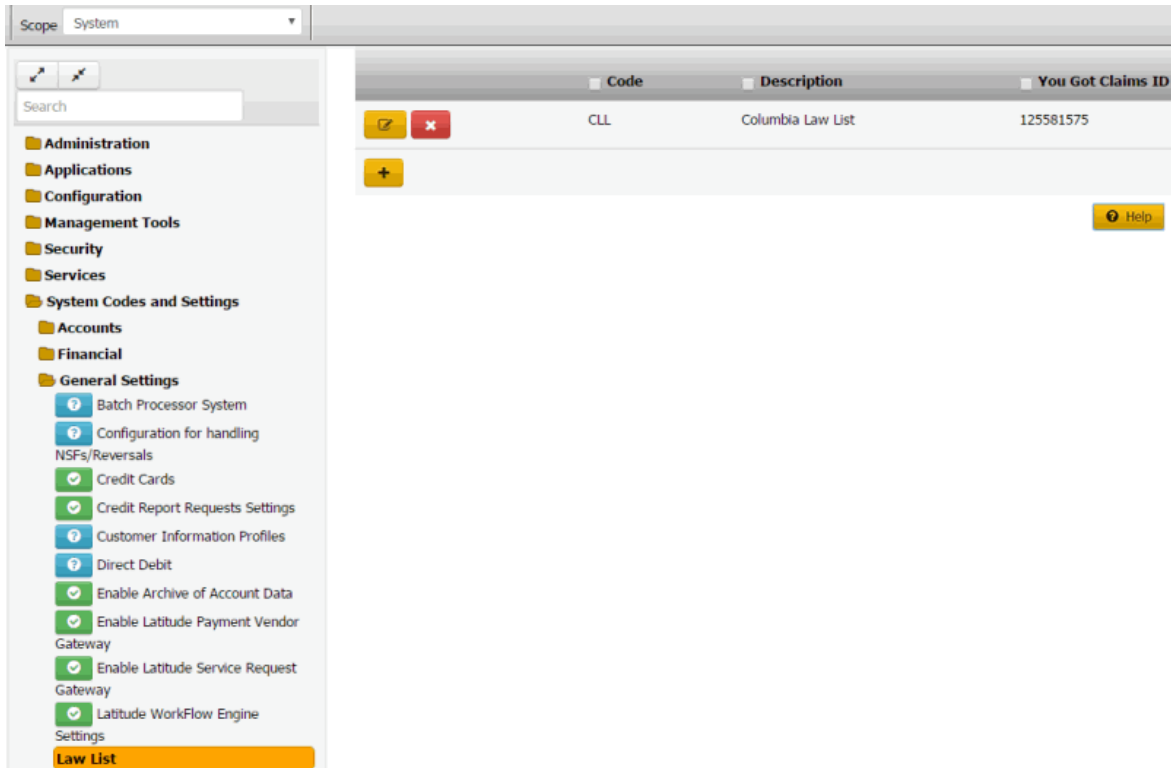 Scope System
Search
Administration
Applications
Configuration
Management Tools
Security
Services
System Codes and Settings
Accounts
Financial
General Settings
Batch Processor System
Configuration for handling
NSFs/Reversals
Credit Cards
Credit Report Requests Settings
Customer Information Profiles
Direct Debit
Enable Archive of Account Data
Enable Latitude Payment Vendor
Gateway
Enable Latitude Service Request
Gateway
Latitude WorkFlow Engine
Settings
Law List
Code Description You Got Claims ID
CLL Columbia Law List 125581575
Help